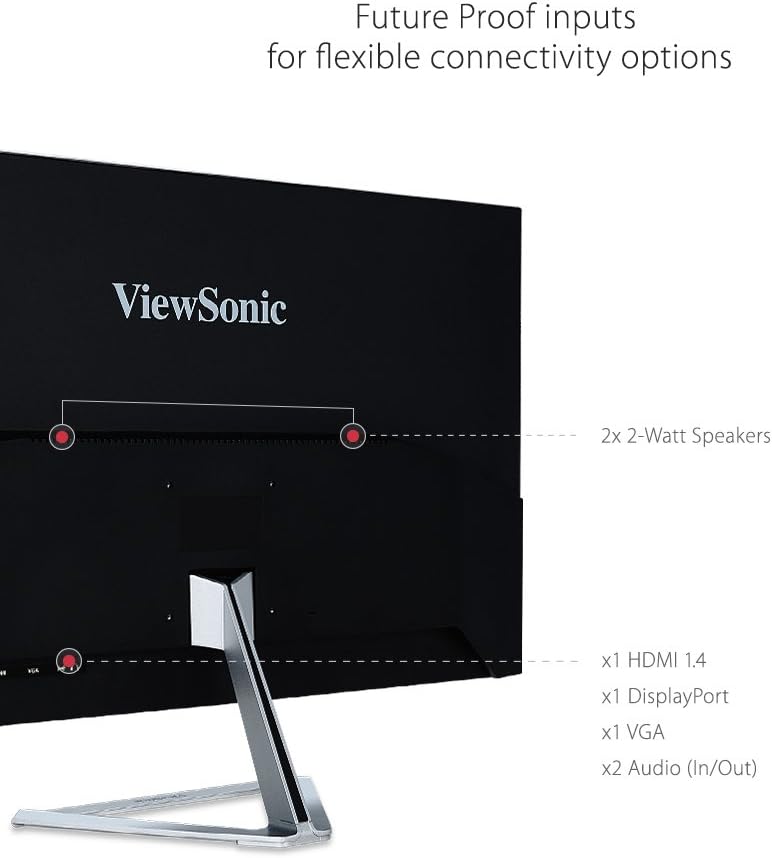 Future Proof inputs
for flexible connectivity options
ViewSonic
2x 2-Watt Speakers
VGA
x1 HDMI 1.4
x1 DisplayPort
x1 VGA
x2 Audio (In/Out)